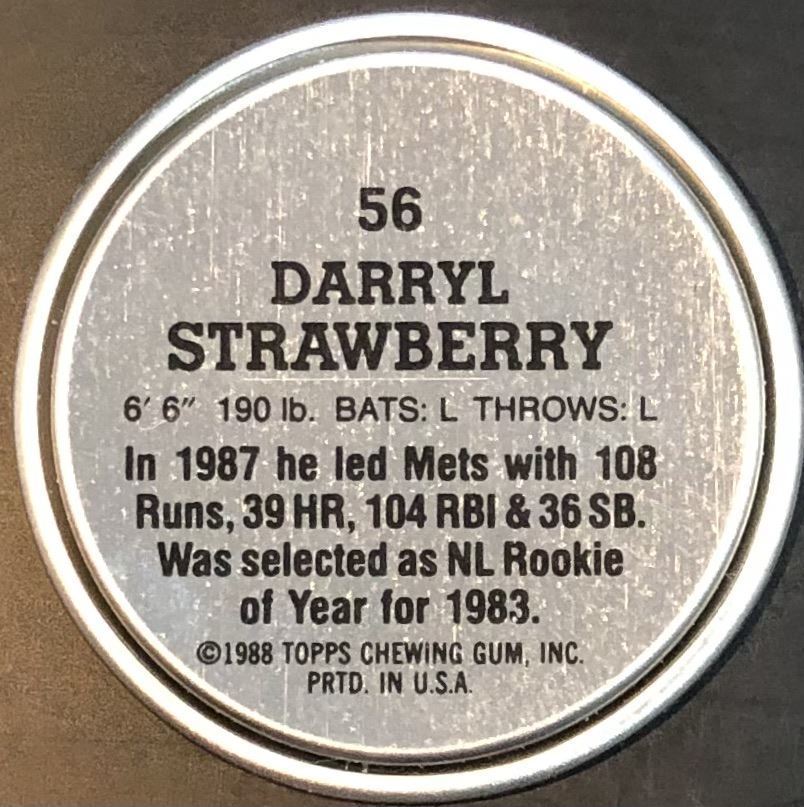 56
DARRYL
STRAWBERRY
6' 6" 190 lb. BATS: L THROWS: L
In 1987 he led Mets with 108
Runs, 39 HR, 104 RBI & 36 SB.
Was selected as NL Rookie
of Year for 1983.
©1988 TOPPS CHEWING GUM, INC.
PRTD. IN U.S.A.